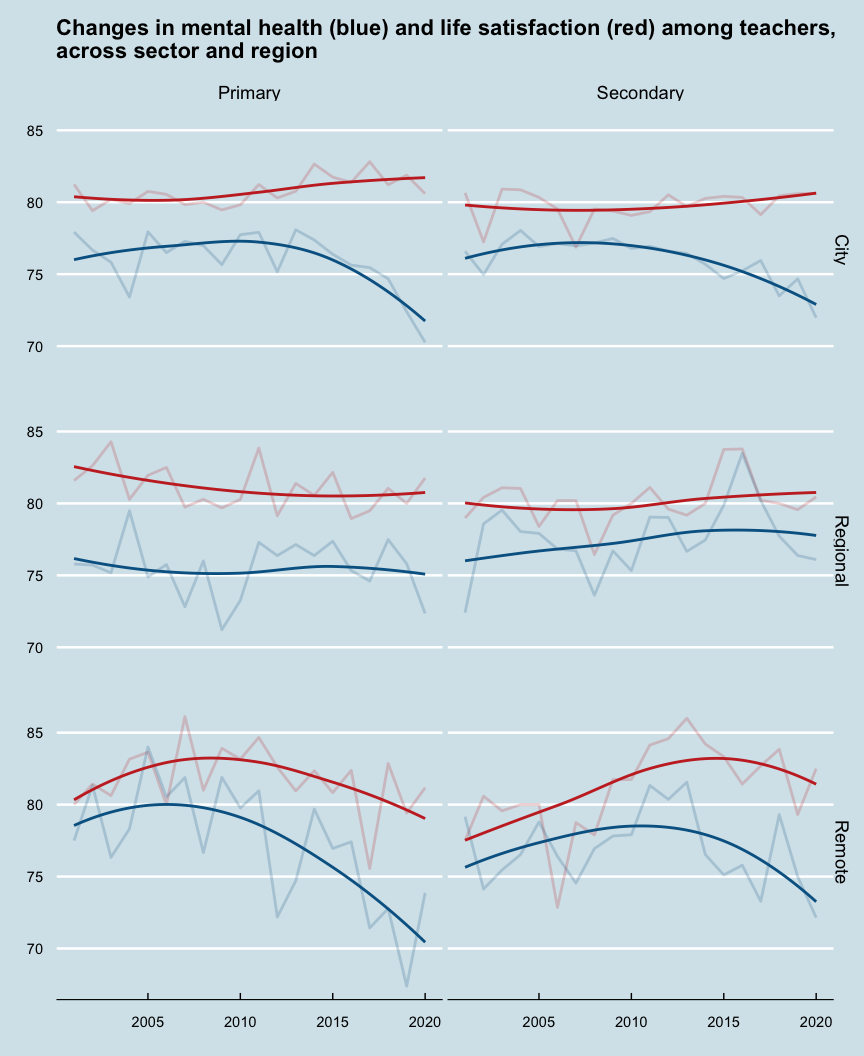 Changes in mental health (blue) and life satisfaction (red) among teachers,
across sector and region
Primary
Secondary
85
80
75
70
City
85
80
75
70
Regional
85
80
75
70
Remote
2005
2010
2015
2020
2005
2010
2015
2020